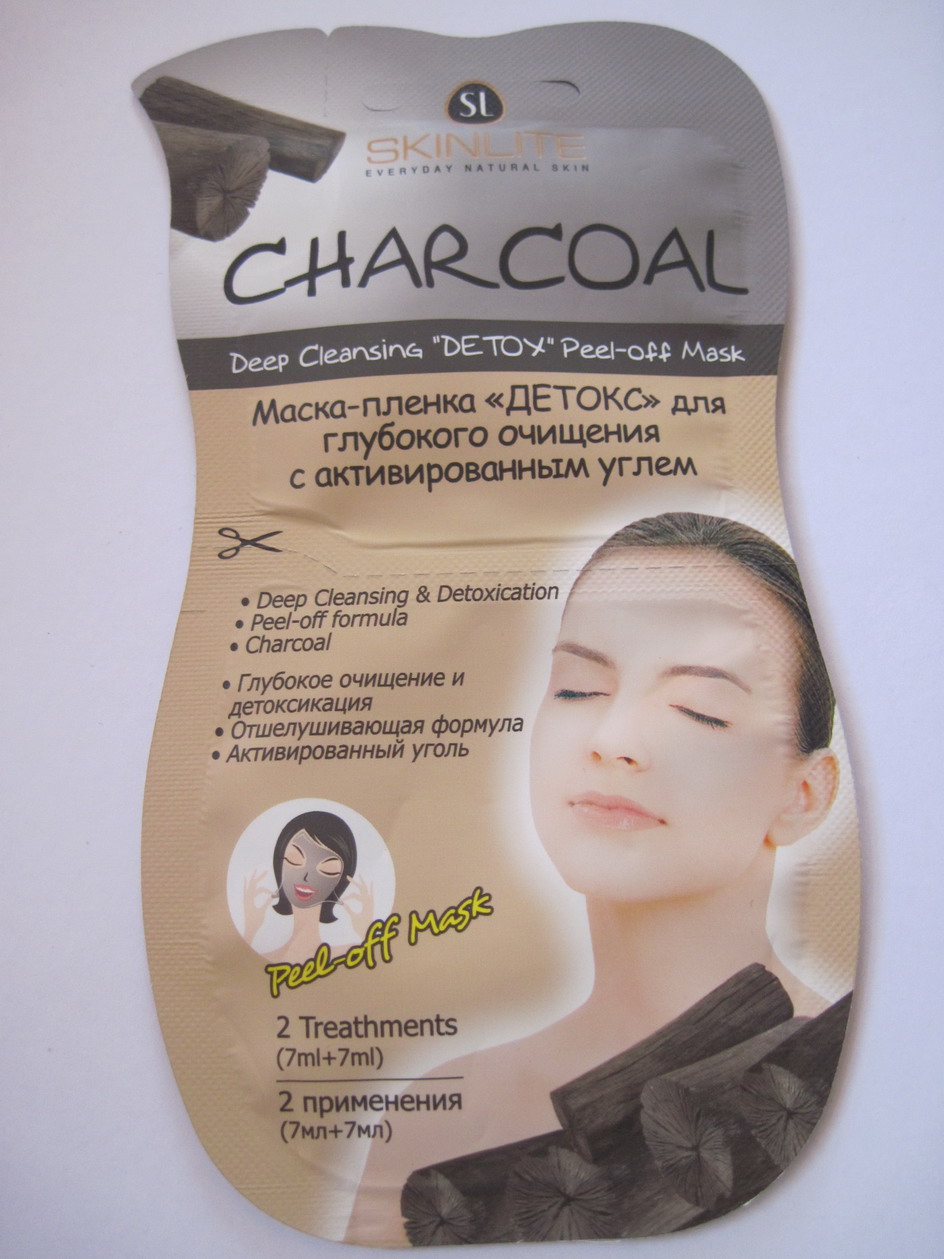 SL
SKINLITE
EVERYDAY NATURAL SKIN
CHARCOAL
Deep Cleansing "DETOX" Peel-off Mask
Маска-пленка «ДЕТОКС» для
глубокого очищения
с активированным углем
• Deep Cleansing & Detoxication
• Peel-off formula
• Charcoal
• Глубокое очищение и
детоксикация
• Отшелушивающая формула
• Активированный уголь
Peel-off Mask
2 Treathments
(7ml+7ml)
2 применения
(7мл+7мл)